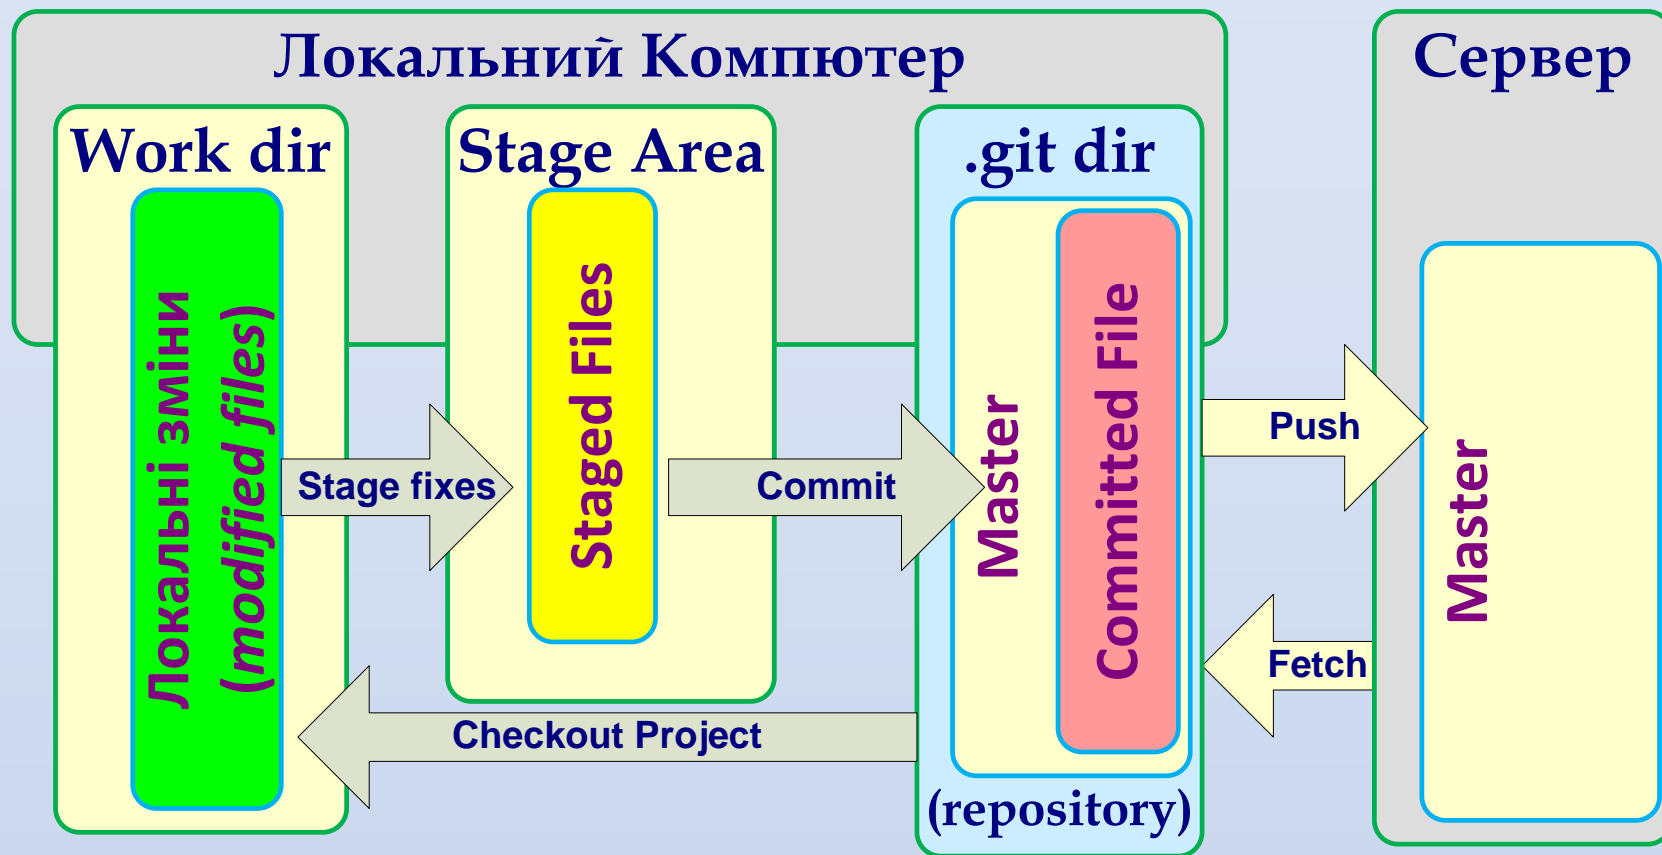 Локальний Компютер
Сервер
Work dir
Stage Area
.git dir
Локальні зміни
(modified files)
Staged Files
Master
Committed File
Master
Stage fixes
Commit
Push
Fetch
Checkout Project
(repository)